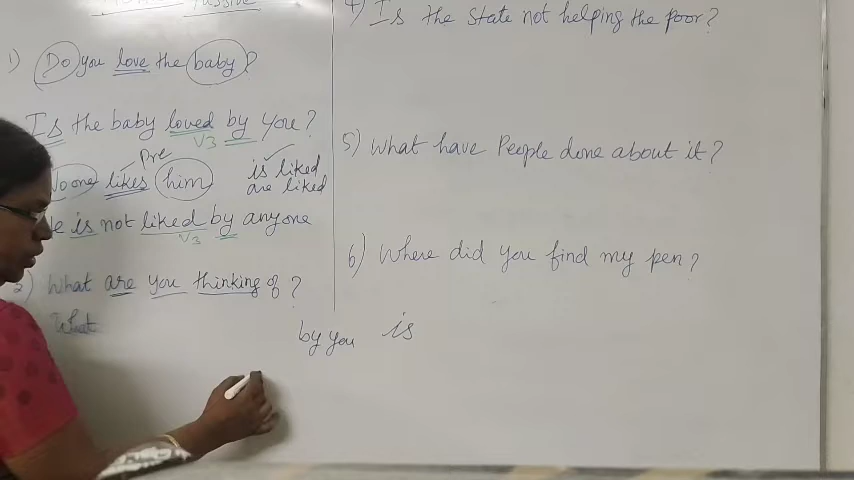 Passive
1) Do you love the baby?
Is the baby loved by you?
V3
Pre
No one likes him
is liked
are liked
He is not liked by anyone
V3
2) What are you thinking of?
What
by you is
4) Is the state not helping the poor?
5) What have People done about it?
6) Where did you find my pen?